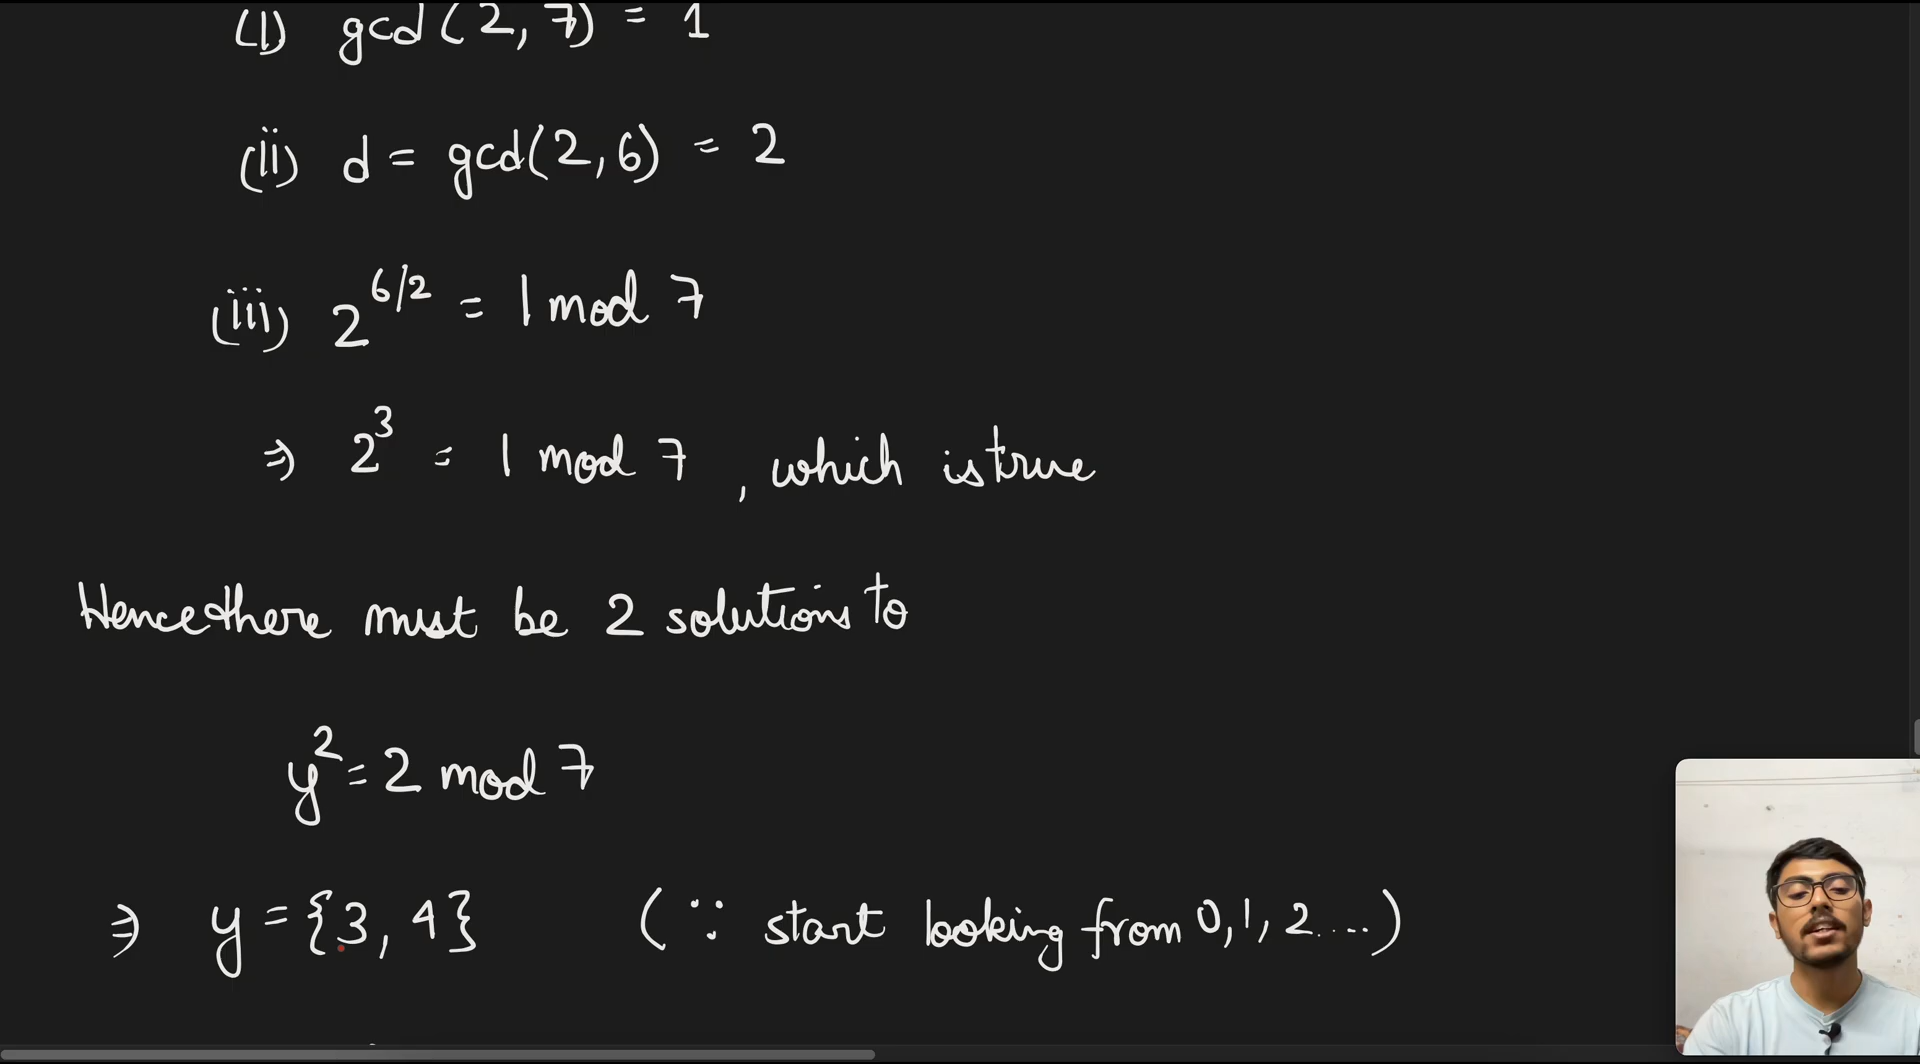 (i) gcd(2, 7) = 1
(ii) d = gcd(2, 6) = 2
(iii) 2^{6/2} = 1 mod 7
⇒ 2^3 = 1 mod 7, which is true
Hence there must be 2 solutions to
y^2 = 2 mod 7
⇒ y = {3, 4} (∵ start looking from 0, 1, 2....)